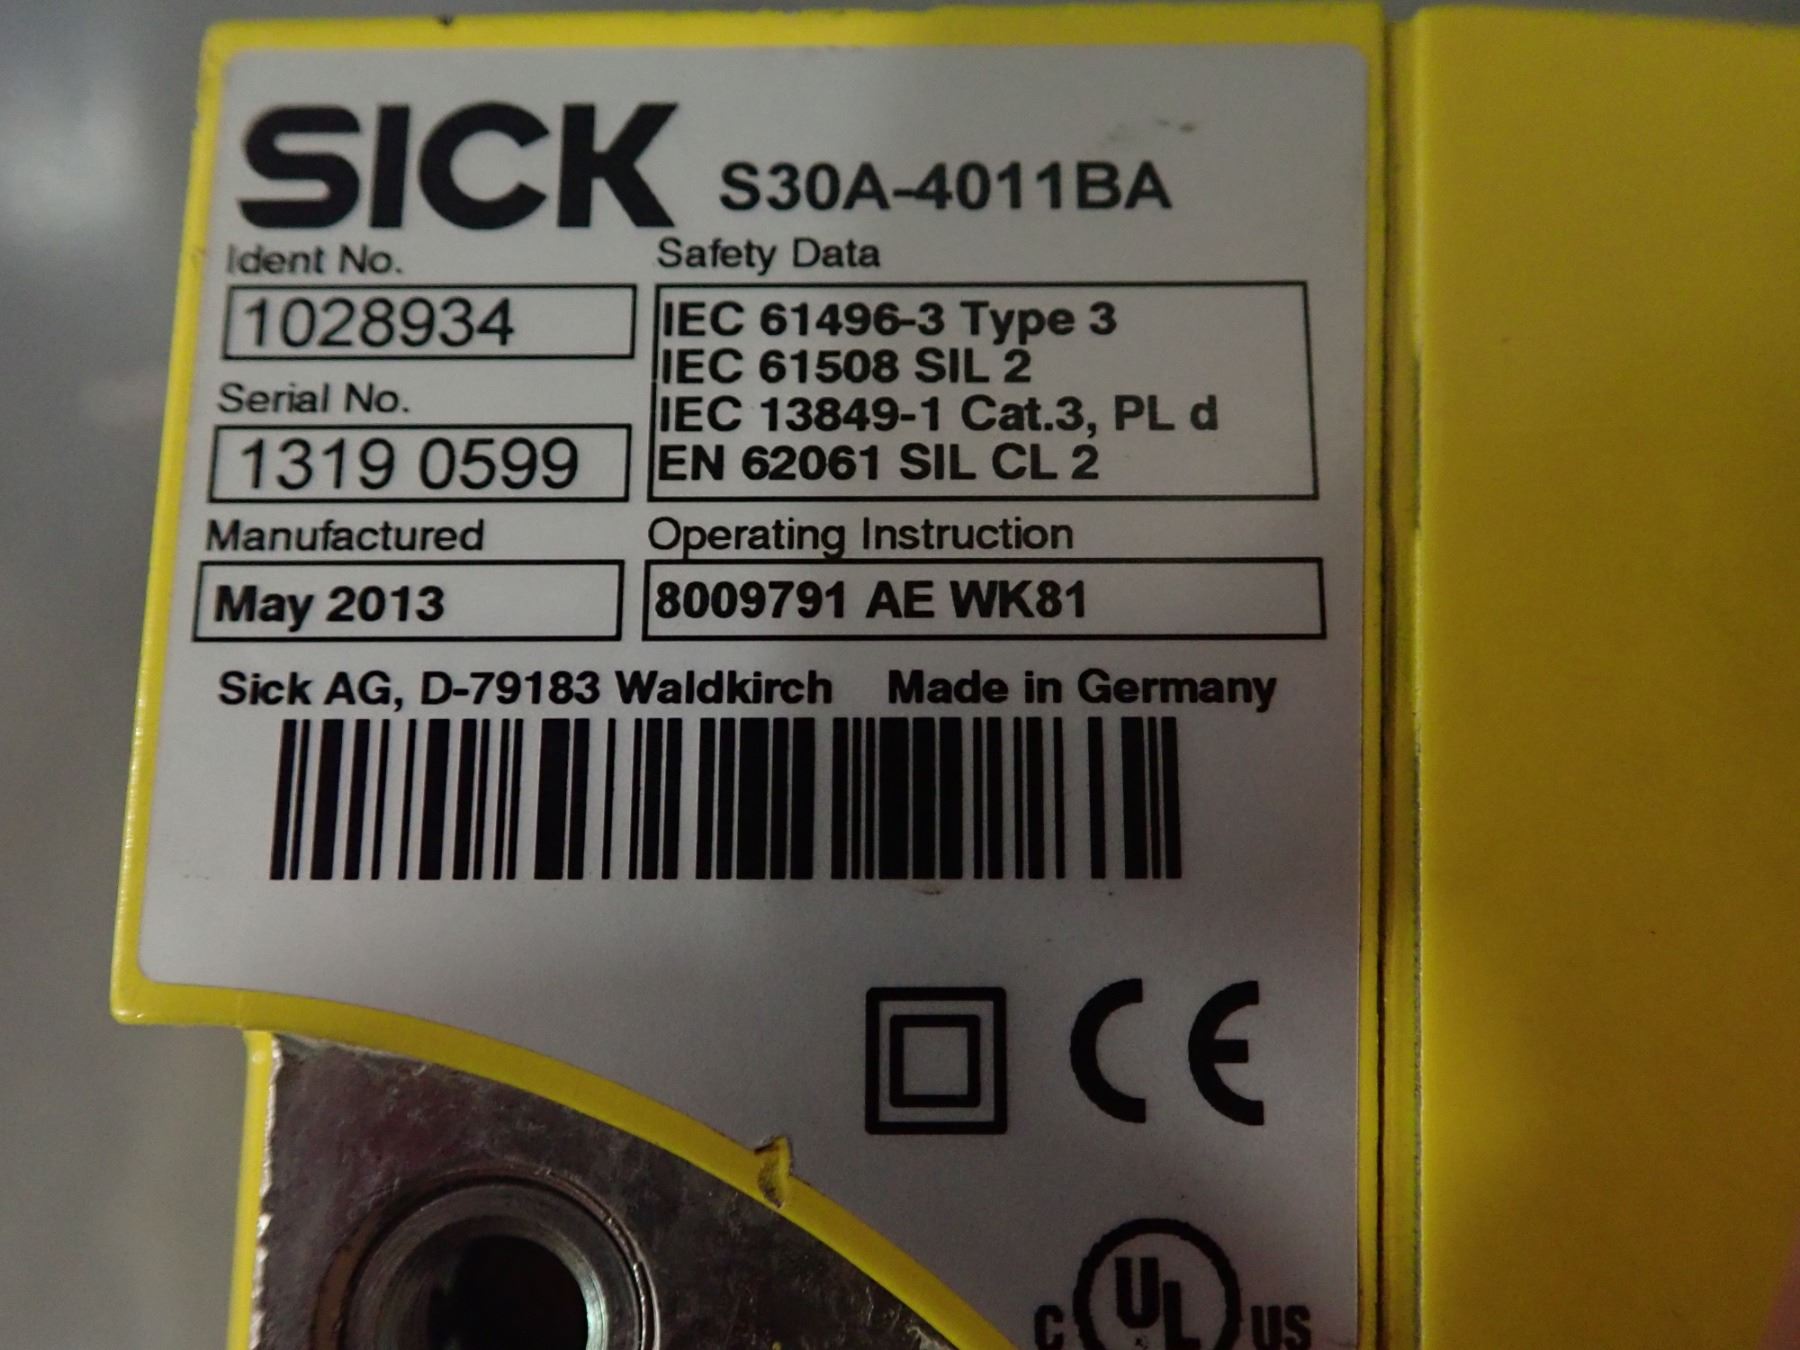 SICK S30A-4011BA
Ident No.
1028934
Serial No.
1319 0599
Manufactured
May 2013
Safety Data
IEC 61496-3 Type 3
IEC 61508 SIL 2
IEC 13849-1 Cat.3, PL d
EN 62061 SIL CL 2
Operating Instruction
8009791 AE WK81
Sick AG, D-79183 Waldkirch Made in Germany
CE
C UL US